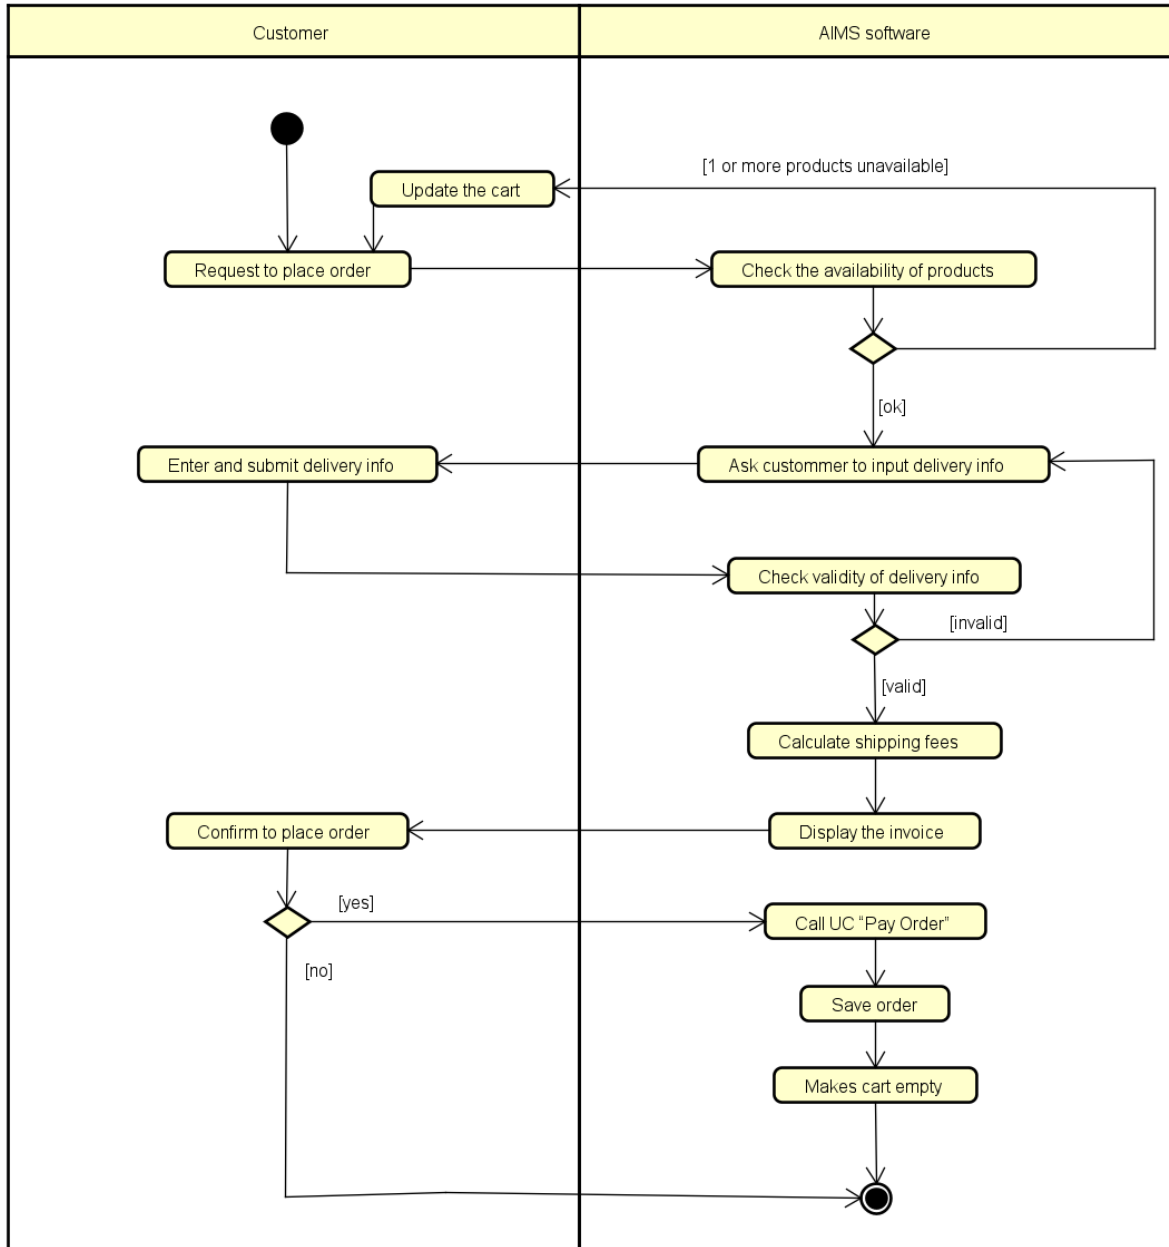 Customer
AIMS software
[1 or more products unavailable]
Update the cart
Request to place order
Check the availability of products
[ok]
Enter and submit delivery info
Ask custommer to input delivery info
Check validity of delivery info
[invalid]
[valid]
Calculate shipping fees
Confirm to place order
Display the invoice
[yes]
Call UC “Pay Order”
[no]
Save order
Makes cart empty